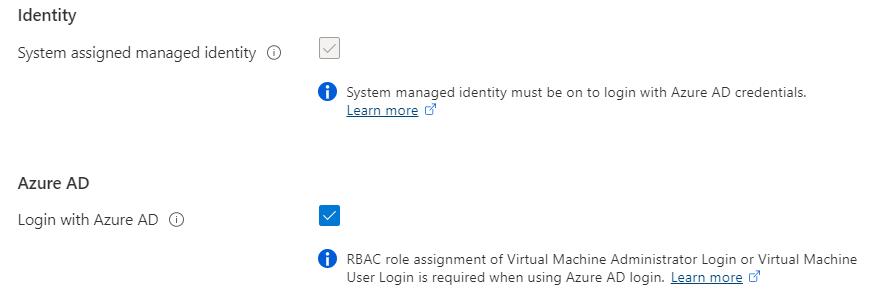 Identity
System assigned managed identity
System managed identity must be on to login with Azure AD credentials.
Learn more
Azure AD
Login with Azure AD
RBAC role assignment of Virtual Machine Administrator Login or Virtual Machine
User Login is required when using Azure AD login. Learn more